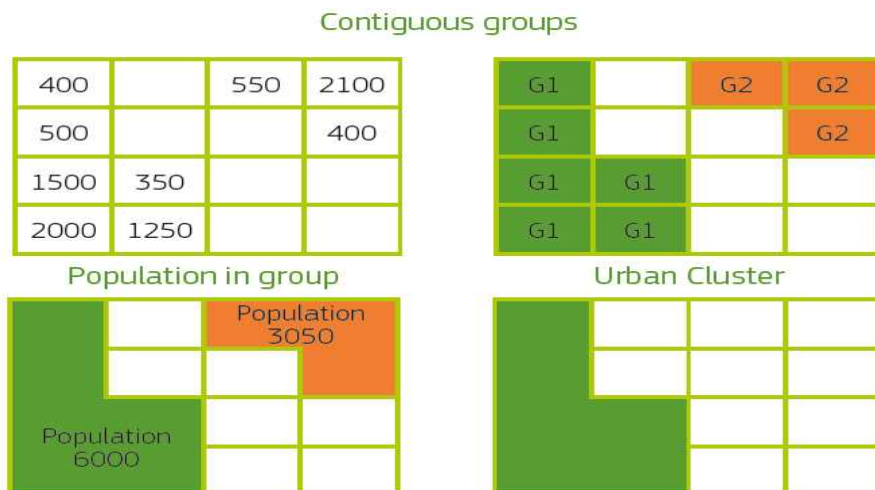 Contiguous groups
400 550 2100
500 400
1500 350
2000 1250
G1 G2 G2
G1 G2
G1 G1
G1 G1
Population in group
Population
3050
Population
6000
Urban Cluster